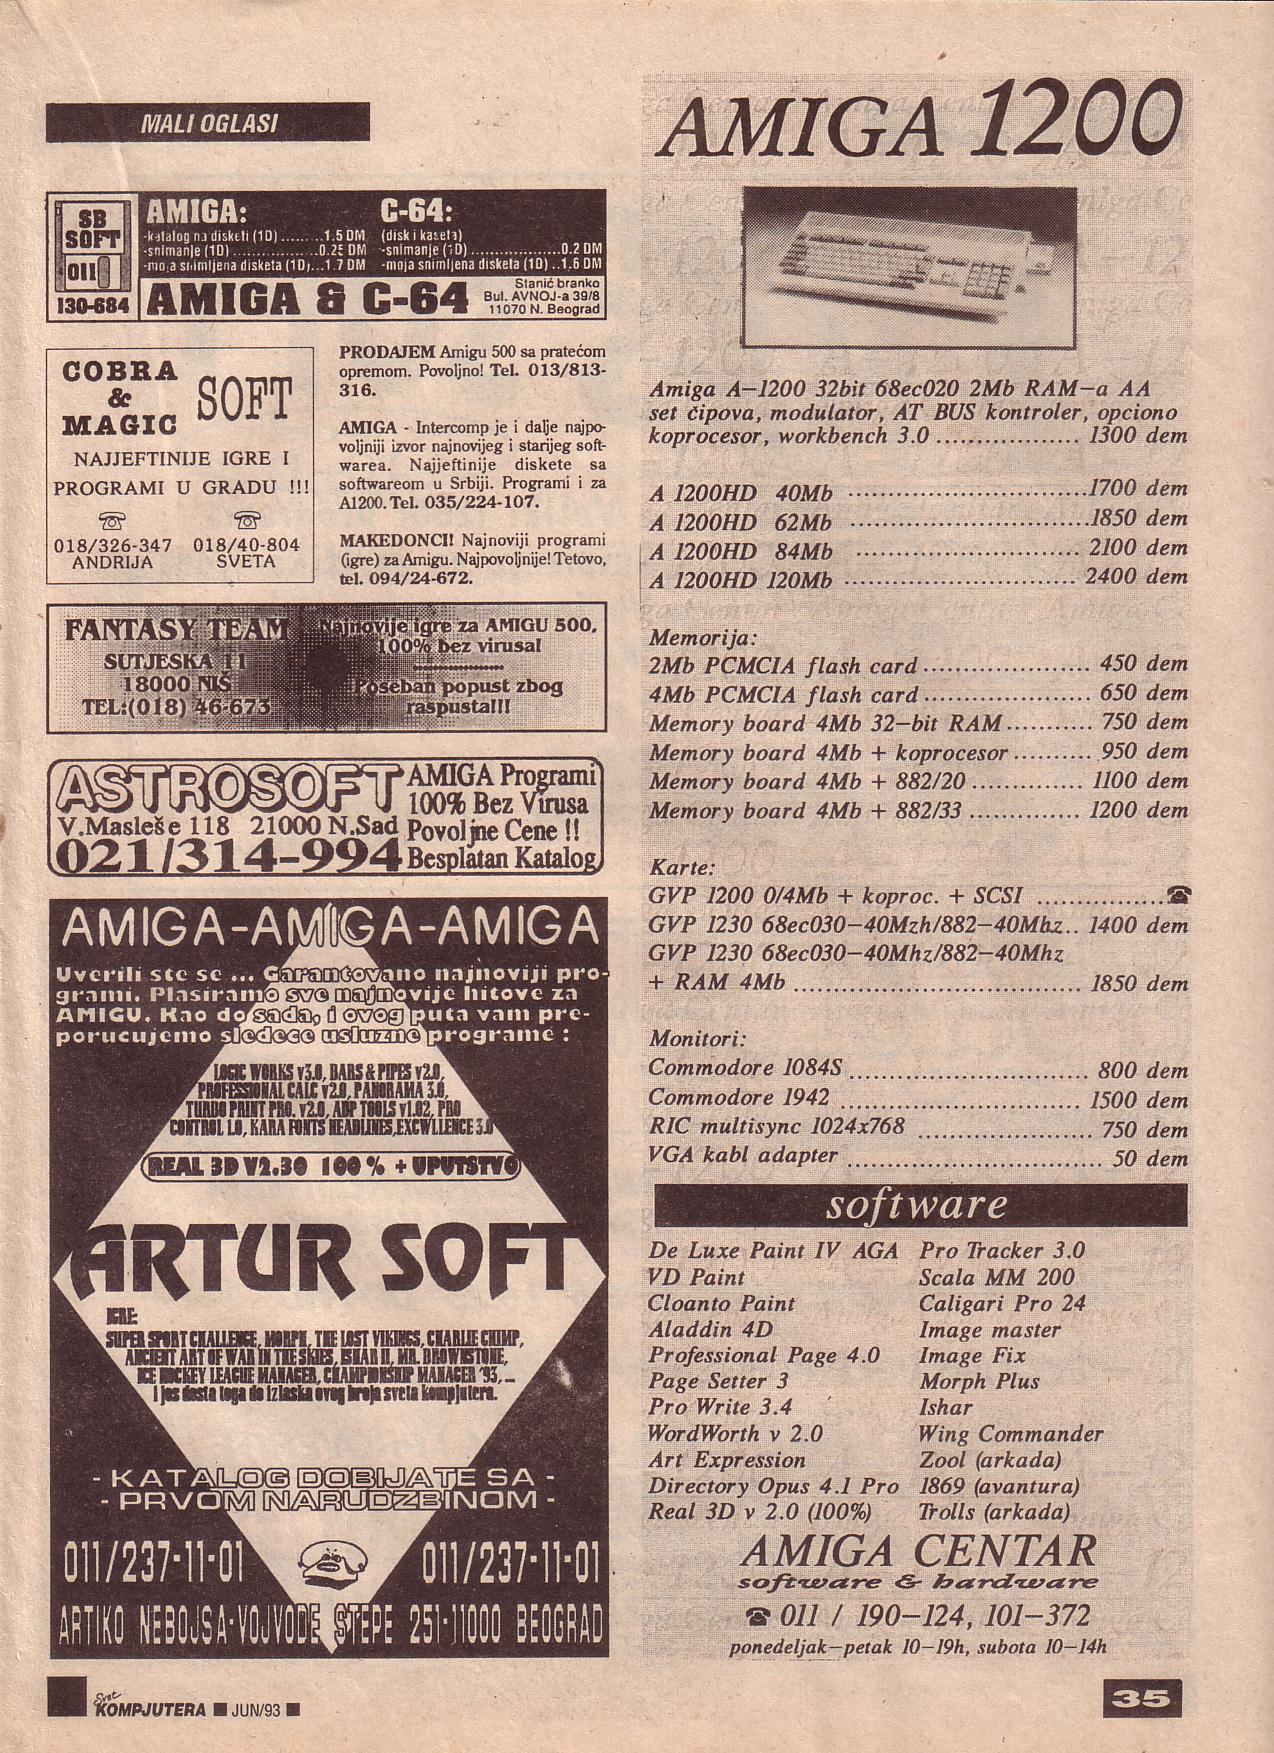 MALI OGLASI
SB
SOFT
011
130-684
AMIGA:
-katalog na disketi (1D) ........1.5 DM
-snimanje (1D) .............0.25 DM
-moja snimljena disketa (1D)...1.7 DM
C-64:
(disk i kaseta)
-snimanje (1D)....................0.2 DM
-moja snimljena disketa (1D) ..1.6 DM
AMIGA & C-64
Stanić branko
Bul. AVNOJ-a 39/8
11070 N. Beograd
COBRA
&
MAGIC
SOFT
NAJJEFTINIJE IGRE I
PROGRAMI U GRADU !!!
☏ ☏
018/326-347 018/40-804
ANDRIJA SVETA
PRODAJEM Amigu 500 sa pratećom
opremom. Povoljno! Tel. 013/813-
316.
AMIGA - Intercomp je i dalje najpo-
voljniji izvor najnovijeg i starijeg soft-
warea. Najjeftinije diskete sa
softwareom u Srbiji. Programi i za
A1200. Tel. 035/224-107.
MAKEDONCI! Najnoviji programi
(igre) za Amigu. Najpovoljnije! Tetovo,
tel. 094/24-672.
FANTASY TEAM
SUTJESKA 11
18000 NIŠ
TEL:(018) 46-673
Najnovije igre za AMIGU 500,
100% bez virusa!
Poseban popust zbog
raspusta!!!
ASTROSOFT
V.Masleše 118 21000 N.Sad
021/314-994
AMIGA Programi
100% Bez Virusa
Povoljne Cene !!
Besplatan Katalog
AMIGA-AMIGA-AMIGA
Uverili ste se ... Garantovano najnoviji pro-
grami. Plasiramo sve najnovije hitove za
AMIGU. Kao do sada, i ovog puta vam pre-
porucujemo sledece usluzne programe :
LOGIC WORKS v3.0, BARS & PIPES v2.0,
PROFESSIONAL CALC v2.0, PANORAMA 3.0,
TURBO PRINT PRO. v2.0, ADP TOOLS v1.02, PRO
CONTROL 1.0, KARA FONTS HEADLINES,EXCWLLENCE 3.0
REAL 3D V2.30 100 % + UPUTSTVO
ARTUR SOFT
IGRE:
SUPER SPORT CHALLENGE, MORPH, THE LOST VIKINGS, CHARLIE CHIMP,
ANCIENT ART OF WAR IN THE SKIES, ISHAR II, MR. BROWNSTONE,
ICE HOCKEY LEAGUE MANAGER, CHAMPIONSHIP MANAGER '93, ...
I jos dosta toga do izlaska ovog broja sveta kompjutera.
- KATALOG DOBIJATE SA -
- PRVOM NARUDZBINOM -
011/237-11-01 011/237-11-01
ARTIKO NEBOJSA-VOJVODE STEPE 251-11000 BEOGRAD
AMIGA 1200
Amiga A-1200 32bit 68ec020 2Mb RAM-a AA
set čipova, modulator, AT BUS kontroler, opciono
koprocesor, workbench 3.0 .................. 1300 dem
A 1200HD 40Mb ..............................1700 dem
A 1200HD 62Mb ..............................1850 dem
A 1200HD 84Mb ............................ 2100 dem
A 1200HD 120Mb ............................. 2400 dem
Memorija:
2Mb PCMCIA flash card ..................... 450 dem
4Mb PCMCIA flash card ..................... 650 dem
Memory board 4Mb 32-bit RAM ........... 750 dem
Memory board 4Mb + koprocesor .......... 950 dem
Memory board 4Mb + 882/20 .............. 1100 dem
Memory board 4Mb + 882/33 .............. 1200 dem
Karte:
GVP 1200 0/4Mb + koproc. + SCSI ................☎
GVP 1230 68ec030-40Mzh/882-40Mhz.. 1400 dem
GVP 1230 68ec030-40Mhz/882-40Mhz
+ RAM 4Mb .................................... 1850 dem
Monitori:
Commodore 1084S .............................. 800 dem
Commodore 1942 .............................. 1500 dem
RIC multisync 1024x768 ...................... 750 dem
VGA kabl adapter ................................ 50 dem
software
De Luxe Paint IV AGA
VD Paint
Cloanto Paint
Aladdin 4D
Professional Page 4.0
Page Setter 3
Pro Write 3.4
WordWorth v 2.0
Art Expression
Directory Opus 4.1 Pro
Real 3D v 2.0 (100%)
Pro Tracker 3.0
Scala MM 200
Caligari Pro 24
Image master
Image Fix
Morph Plus
Ishar
Wing Commander
Zool (arkada)
1869 (avantura)
Trolls (arkada)
AMIGA CENTAR
software & hardware
☎ 011 / 190-124, 101-372
ponedeljak-petak 10-19h, subota 10-14h
Svet
KOMPJUTERA ■ JUN/93 ■
35